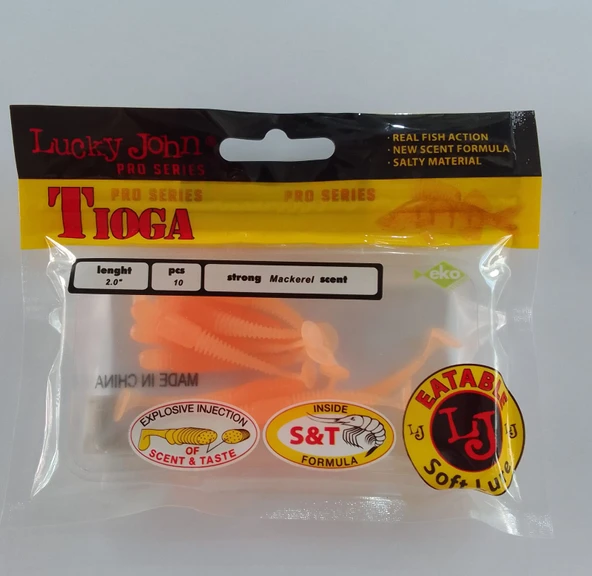 Lucky John
PRO SERIES
· REAL FISH ACTION
· NEW SCENT FORMULA
· SALTY MATERIAL
PRO SERIES PRO SERIES
TIOGA
lenght
2.0"
pcs
10
strong Mackerel scent
eko
MADE IN CHINA
EXPLOSIVE INJECTION
OF
SCENT & TASTE
INSIDE
S&T
FORMULA
EATABLE
LJ LJ LJ
Soft Lure